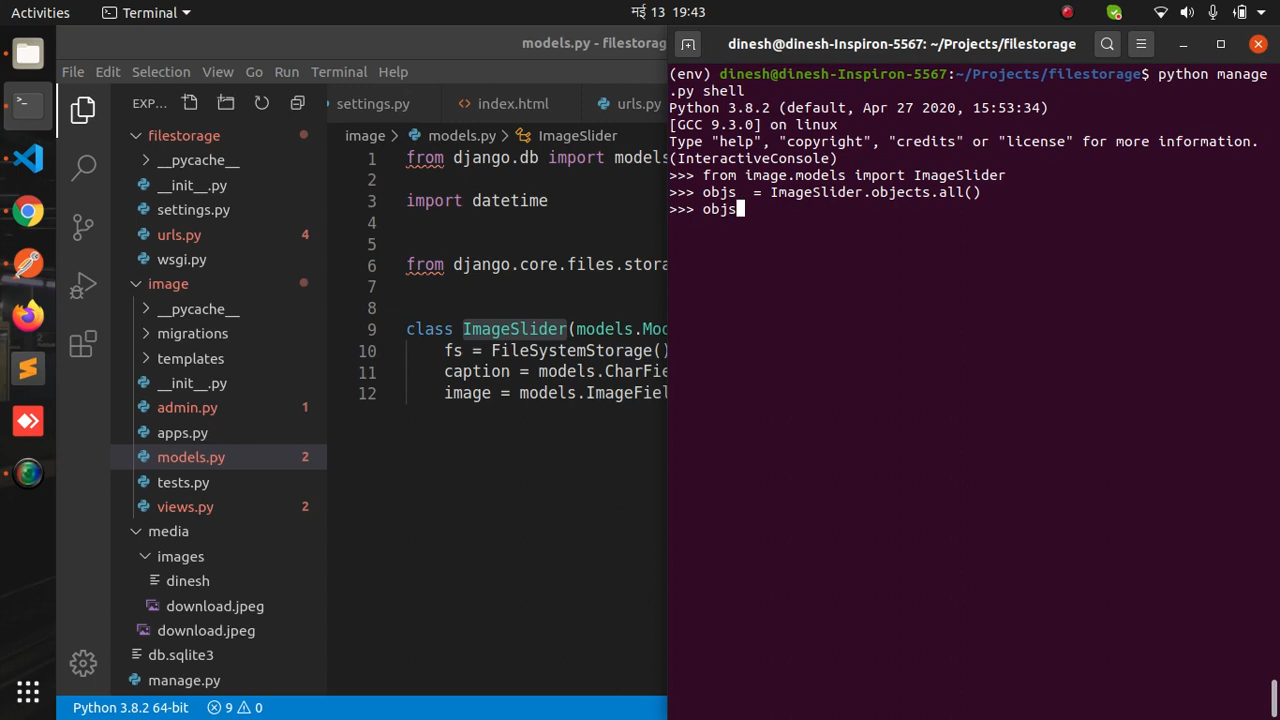 Activities
Terminal
मई 13 19:43
models.py - filestorag
File Edit Selection View Go Run Terminal Help
EXP...
filestorage
__pycache__
__init__.py
settings.py
urls.py 4
wsgi.py
image
__pycache__
migrations
templates
__init__.py
admin.py 1
apps.py
models.py 2
tests.py
views.py 2
media
images
dinesh
download.jpeg
download.jpeg
db.sqlite3
manage.py
settings.py index.html urls.py
image > models.py > ImageSlider
1 from django.db import models
2
3 import datetime
4
5
6 from django.core.files.stora
7
8
9 class ImageSlider(models.Mod
10 fs = FileSystemStorage()
11 caption = models.CharFie
12 image = models.ImageFiel
Python 3.8.2 64-bit 9 0
dinesh@dinesh-Inspiron-5567: ~/Projects/filestorage
(env) dinesh@dinesh-Inspiron-5567:~/Projects/filestorage$ python manage
.py shell
Python 3.8.2 (default, Apr 27 2020, 15:53:34)
[GCC 9.3.0] on linux
Type "help", "copyright", "credits" or "license" for more information.
(InteractiveConsole)
>>> from image.models import ImageSlider
>>> objs  = ImageSlider.objects.all()
>>> objs